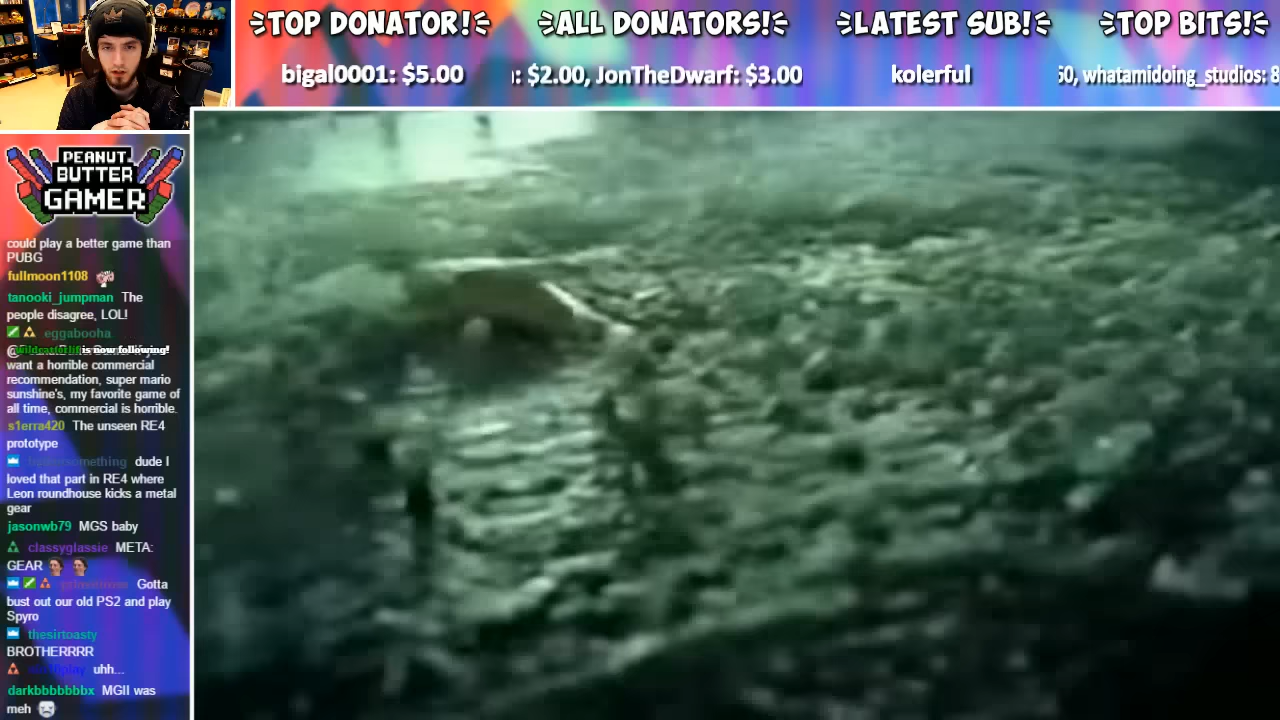 TOP DONATOR!
ALL DONATORS!
LATEST SUB!
TOP BITS!
bigal0001: $5.00
: $2.00, JonTheDwarf: $3.00
kolerful
50, whatamidoing_studios: 8
PEANUT
BUTTER
GAMER
could play a better game than
PUBG
fullmoon1108
tanooki_jumpman The
people disagree, LOL!
eggabooha
wildcatforlife is now following!
want a horrible commercial
recommendation, super mario
sunshine's, my favorite game of
all time, commercial is horrible.
s1erra420 The unseen RE4
prototype
dude I
loved that part in RE4 where
Leon roundhouse kicks a metal
gear
jasonwb79 MGS baby
classyglassie META:
GEAR
Gotta
bust out our old PS2 and play
Spyro
thesirtoasty
BROTHERRRR
uhh...
darkbbbbbbbx MGII was
meh